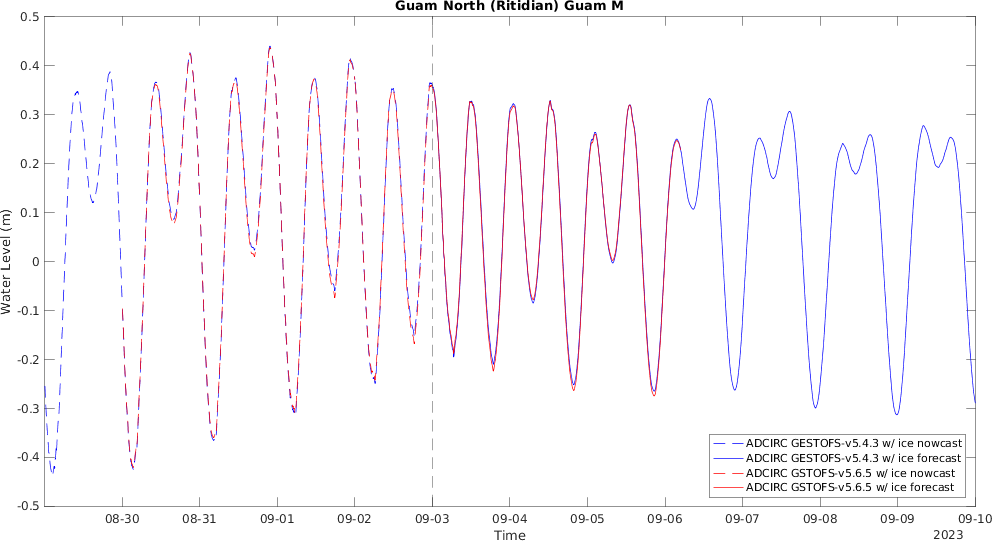 Guam North (Ritidian) Guam M
0.5
0.4
0.3
0.2
0.1
0
-0.1
-0.2
-0.3
-0.4
-0.5
Water Level (m)
ADCIRC GESTOFS-v5.4.3 w/ ice nowcast
ADCIRC GESTOFS-v5.4.3 w/ ice forecast
ADCIRC GSTOFS-v5.6.5 w/ ice nowcast
ADCIRC GSTOFS-v5.6.5 w/ ice forecast
08-30 08-31 09-01 09-02 09-03 09-04 09-05 09-06 09-07 09-08 09-09 09-10
Time
2023